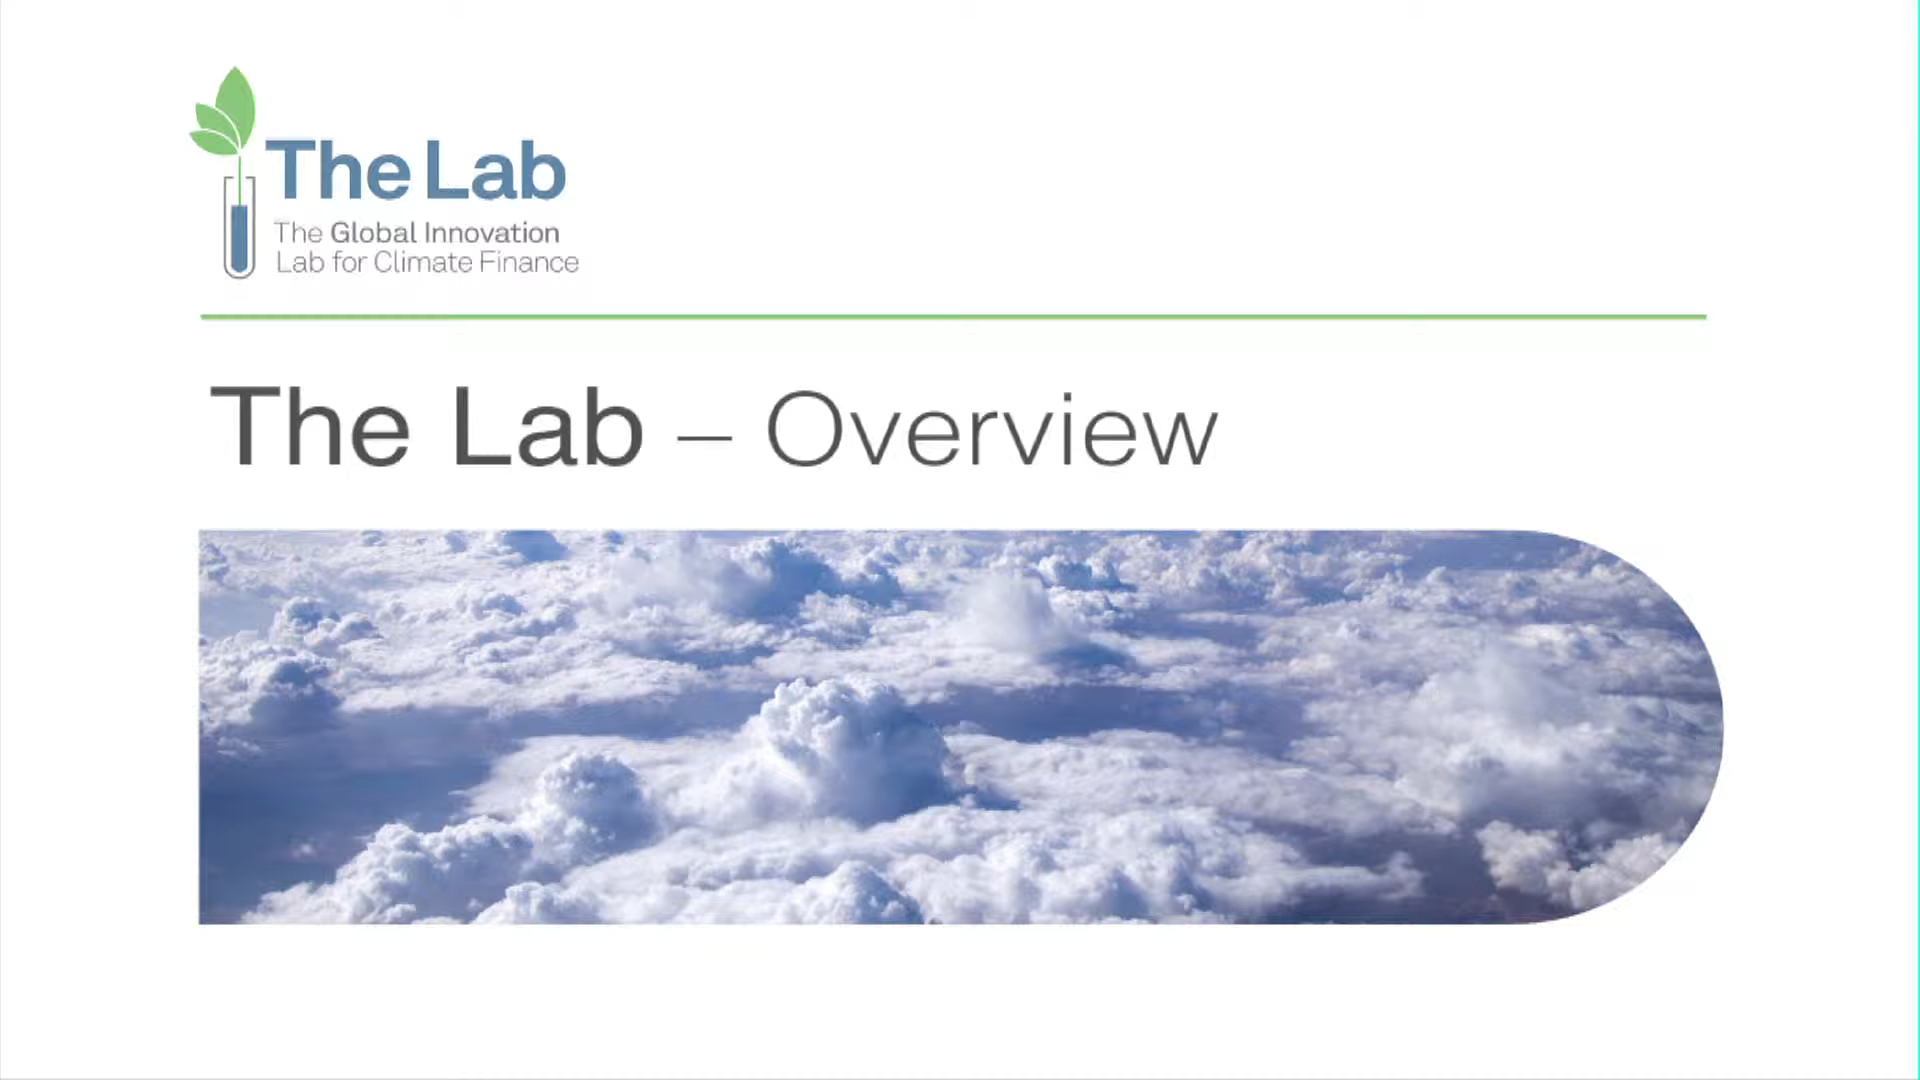 The Lab
The Global Innovation
Lab for Climate Finance
The Lab – Overview